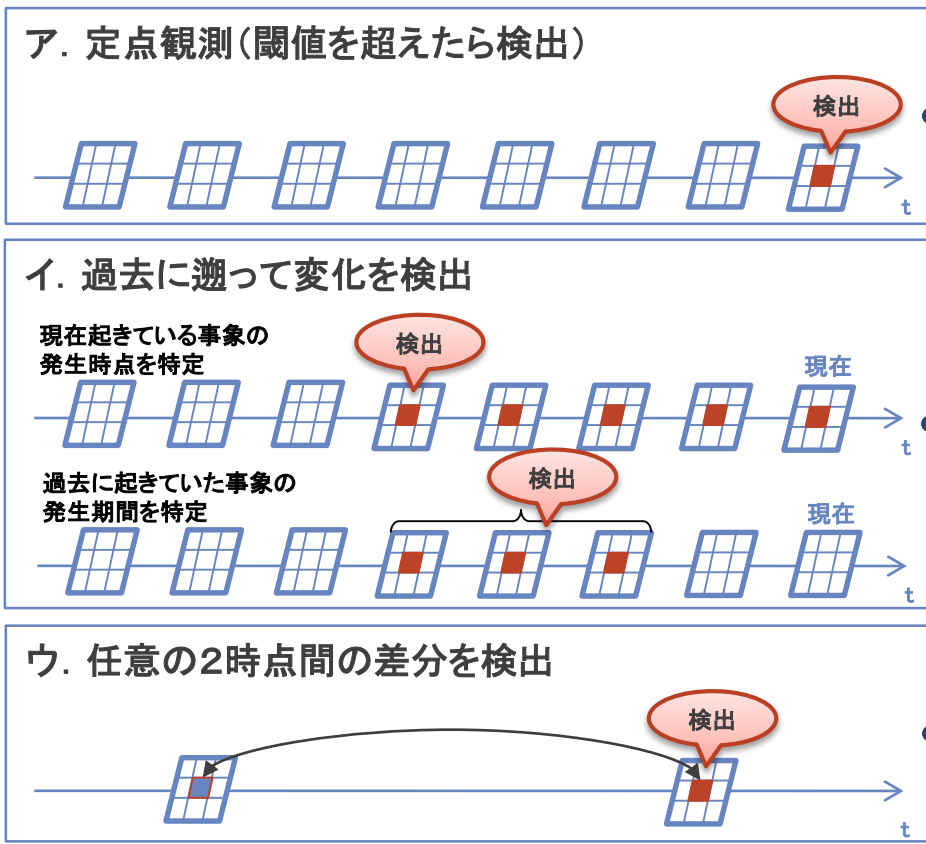 ア．定点観測（閾値を超えたら検出）
検出
t
イ．過去に遡って変化を検出
現在起きている事象の
発生時点を特定
検出
現在
t
過去に起きていた事象の
発生期間を特定
検出
現在
t
ウ．任意の２時点間の差分を検出
検出
t